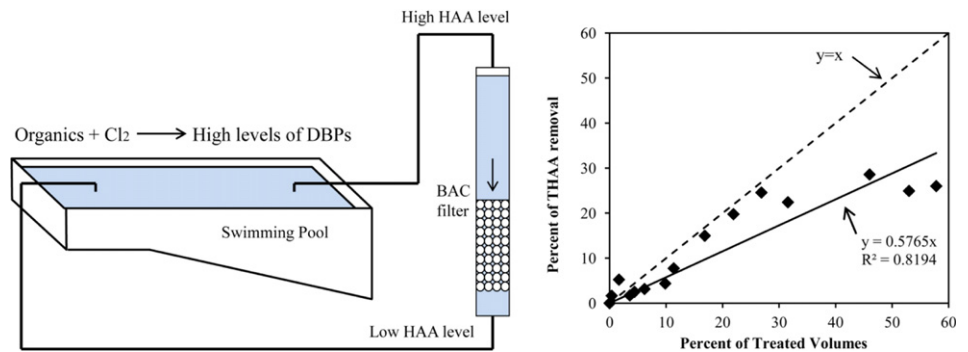 High HAA level
Organics + Cl2 → High levels of DBPs
BAC
filter
Swimming Pool
Low HAA level
Percent of THAA removal
60
50
40
30
20
10
0
y=x
y = 0.5765x
R² = 0.8194
0 10 20 30 40 50 60
Percent of Treated Volumes